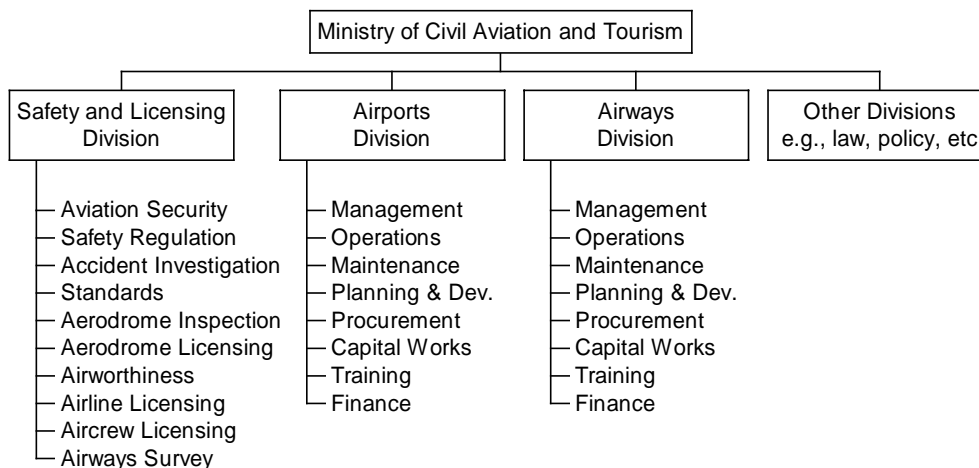 Ministry of Civil Aviation and Tourism
Safety and Licensing
Division
Airports
Division
Airways
Division
Other Divisions
e.g., law, policy, etc
Aviation Security
Safety Regulation
Accident Investigation
Standards
Aerodrome Inspection
Aerodrome Licensing
Airworthiness
Airline Licensing
Aircrew Licensing
Airways Survey
Management
Operations
Maintenance
Planning & Dev.
Procurement
Capital Works
Training
Finance
Management
Operations
Maintenance
Planning & Dev.
Procurement
Capital Works
Training
Finance